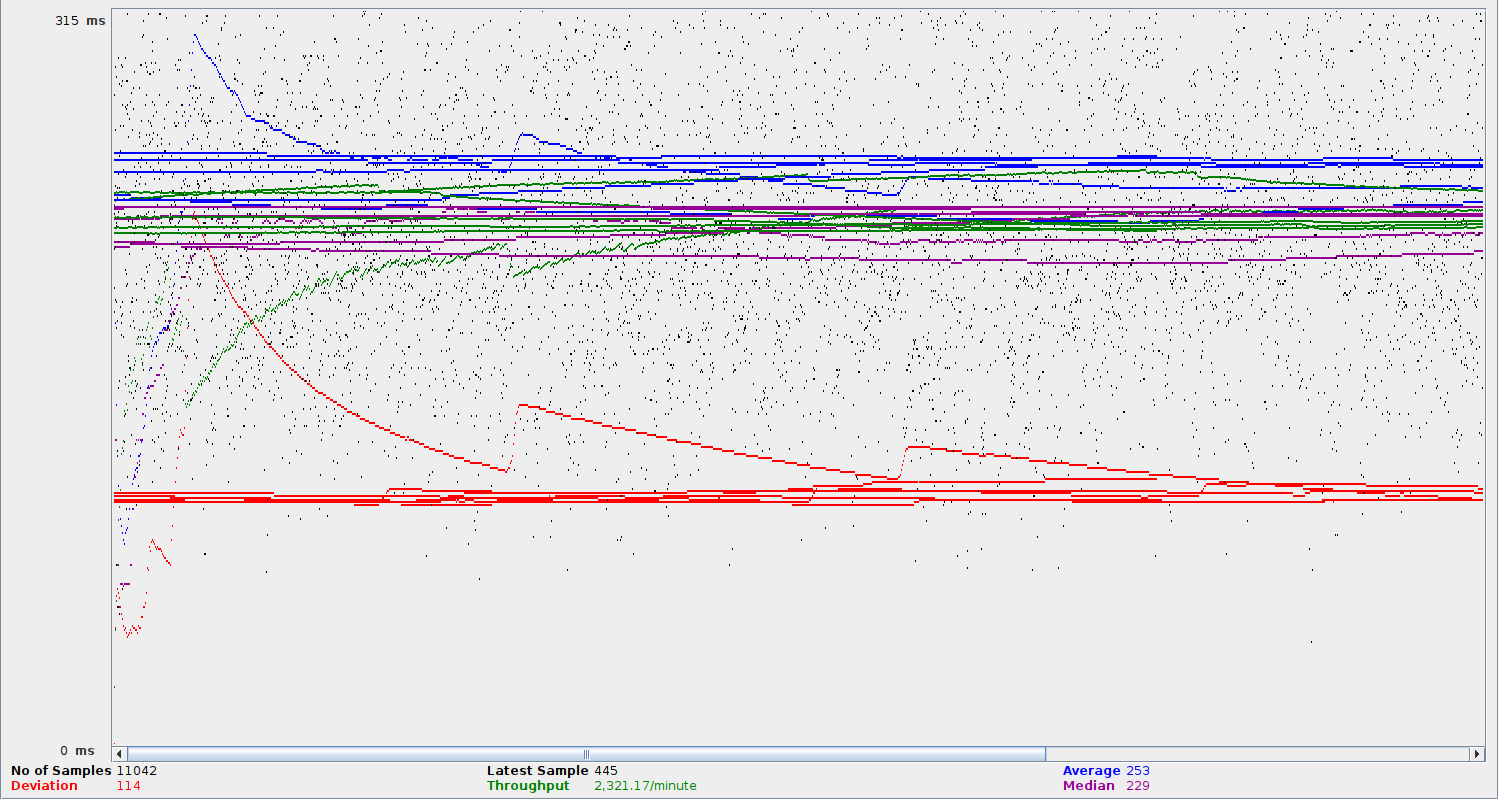 315 ms
0 ms
No of Samples 11042 Latest Sample 445 Average 253
Deviation 114 Throughput 2,321.17/minute Median 229